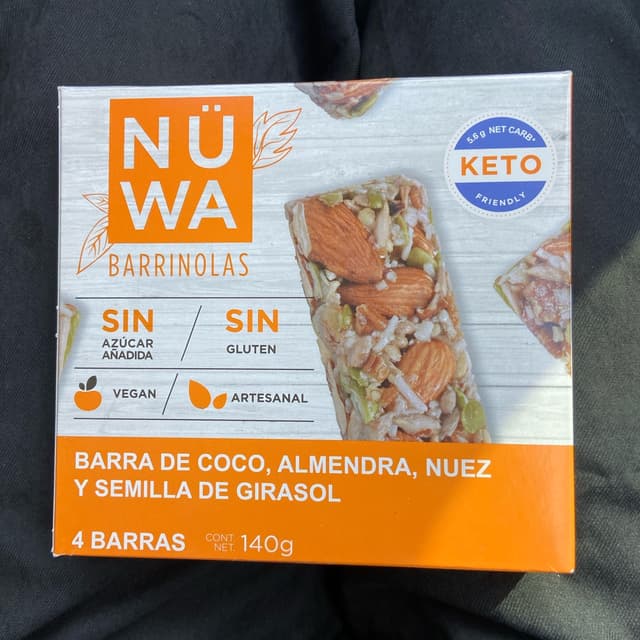 NÜ
WA
BARRINOLAS
5.6 g NET CARB*
KETO
FRIENDLY
SIN
AZÚCAR
AÑADIDA
SIN
GLUTEN
VEGAN
ARTESANAL
BARRA DE COCO, ALMENDRA, NUEZ
Y SEMILLA DE GIRASOL
4 BARRAS CONT. NET. 140g